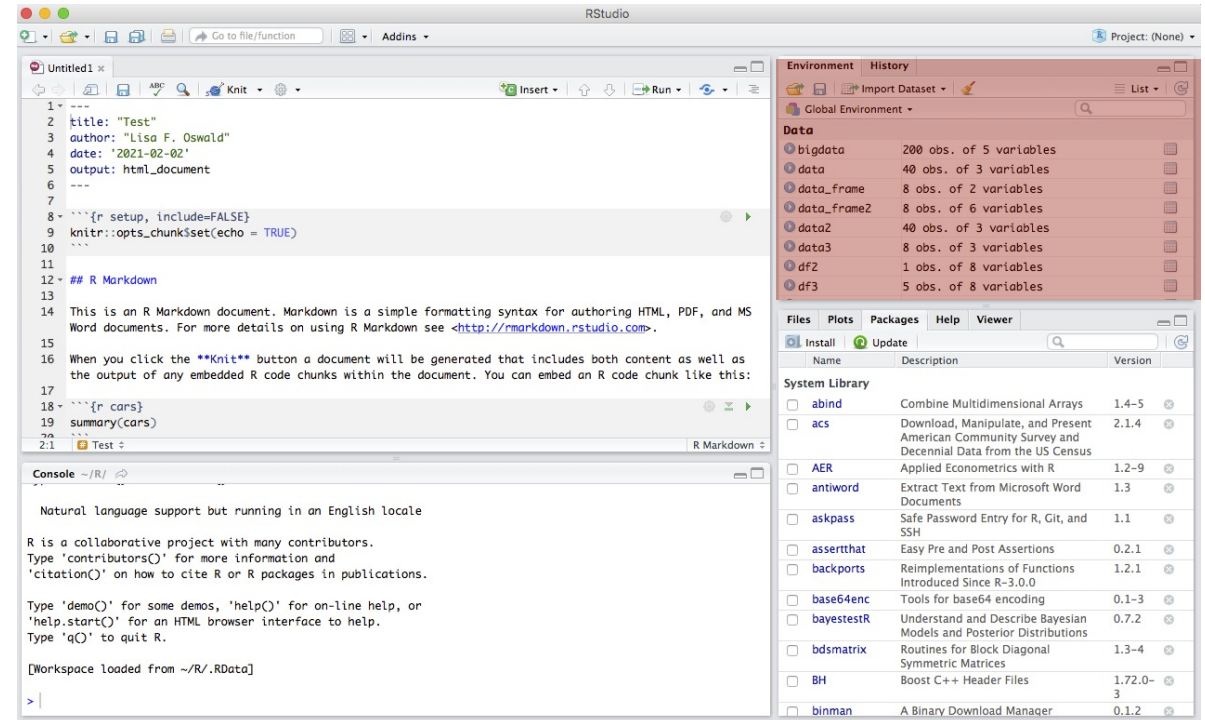 RStudio
Go to file/function
Addins
Project: (None)
Untitled1
ABC
Knit
Insert
Run
1 ---
2 title: "Test"
3 author: "Lisa F. Oswald"
4 date: '2021-02-02'
5 output: html_document
6 ---
7
8 ```{r setup, include=FALSE}
9 knitr::opts_chunk$set(echo = TRUE)
10 ```
11
12 ## R Markdown
13
14 This is an R Markdown document. Markdown is a simple formatting syntax for authoring HTML, PDF, and MS
Word documents. For more details on using R Markdown see <http://rmarkdown.rstudio.com>.
15
16 When you click the **Knit** button a document will be generated that includes both content as well as
the output of any embedded R code chunks within the document. You can embed an R code chunk like this:
17
18 ```{r cars}
19 summary(cars)
20 ```
2:1 Test R Markdown
Console ~/R/
Natural language support but running in an English locale
R is a collaborative project with many contributors.
Type 'contributors()' for more information and
'citation()' on how to cite R or R packages in publications.
Type 'demo()' for some demos, 'help()' for on-line help, or
'help.start()' for an HTML browser interface to help.
Type 'q()' to quit R.
[Workspace loaded from ~/R/.RData]
>
Environment History
Import Dataset List
Global Environment
Data
bigdata 200 obs. of 5 variables
data 40 obs. of 3 variables
data_frame 8 obs. of 2 variables
data_frame2 8 obs. of 6 variables
data2 40 obs. of 3 variables
data3 8 obs. of 3 variables
df2 1 obs. of 8 variables
df3 5 obs. of 8 variables
Files Plots Packages Help Viewer
Install Update
Name Description Version
System Library
abind Combine Multidimensional Arrays 1.4-5
acs Download, Manipulate, and Present 2.1.4
American Community Survey and
Decennial Data from the US Census
AER Applied Econometrics with R 1.2-9
antiword Extract Text from Microsoft Word 1.3
Documents
askpass Safe Password Entry for R, Git, and 1.1
SSH
assertthat Easy Pre and Post Assertions 0.2.1
backports Reimplementations of Functions 1.2.1
Introduced Since R-3.0.0
base64enc Tools for base64 encoding 0.1-3
bayestestR Understand and Describe Bayesian 0.7.2
Models and Posterior Distributions
bdsmatrix Routines for Block Diagonal 1.3-4
Symmetric Matrices
BH Boost C++ Header Files 1.72.0-
3
binman A Binary Download Manager 0.1.2